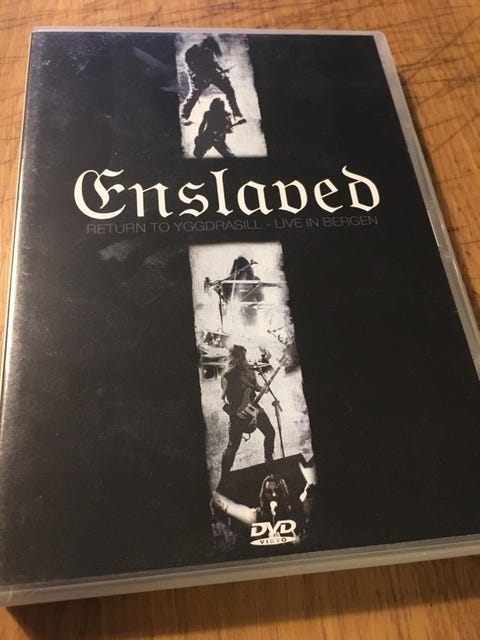 Enslaved
RETURN TO YGGDRASILL - LIVE IN BERGEN
DVD
VIDEO